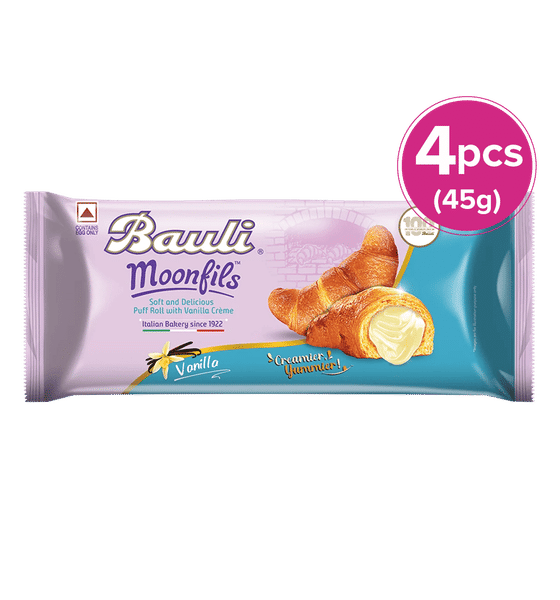 4pcs
(45g)
CONTAINS
EGG ONLY
Bauli®
Moonfils™
Soft and Delicious
Puff Roll with Vanilla Crème
Italian Bakery since 1922
Vanilla
Creamier,
Yummier!